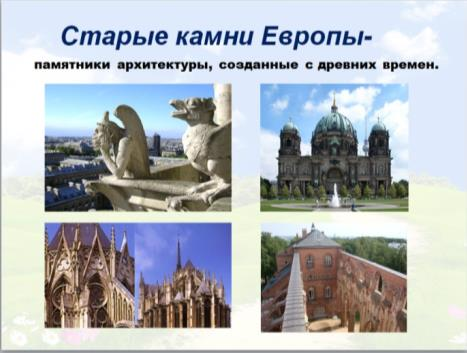 Старые камни Европы-
памятники архитектуры, созданные с древних времен.